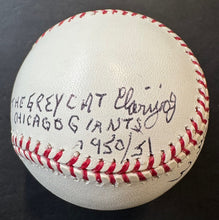 THE GREY CAT
CHICAGO GIANTS
1950/51